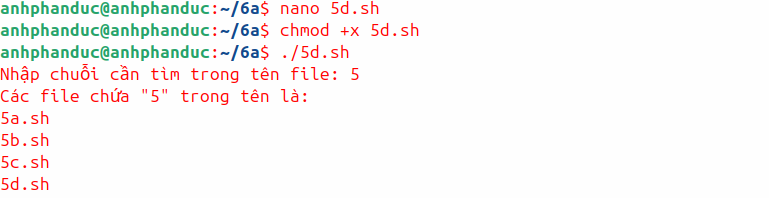 anhphanduc@anhphanduc:~/6a$ nano 5d.sh
anhphanduc@anhphanduc:~/6a$ chmod +x 5d.sh
anhphanduc@anhphanduc:~/6a$ ./5d.sh
Nhập chuỗi cần tìm trong tên file: 5
Các file chứa "5" trong tên là:
5a.sh
5b.sh
5c.sh
5d.sh